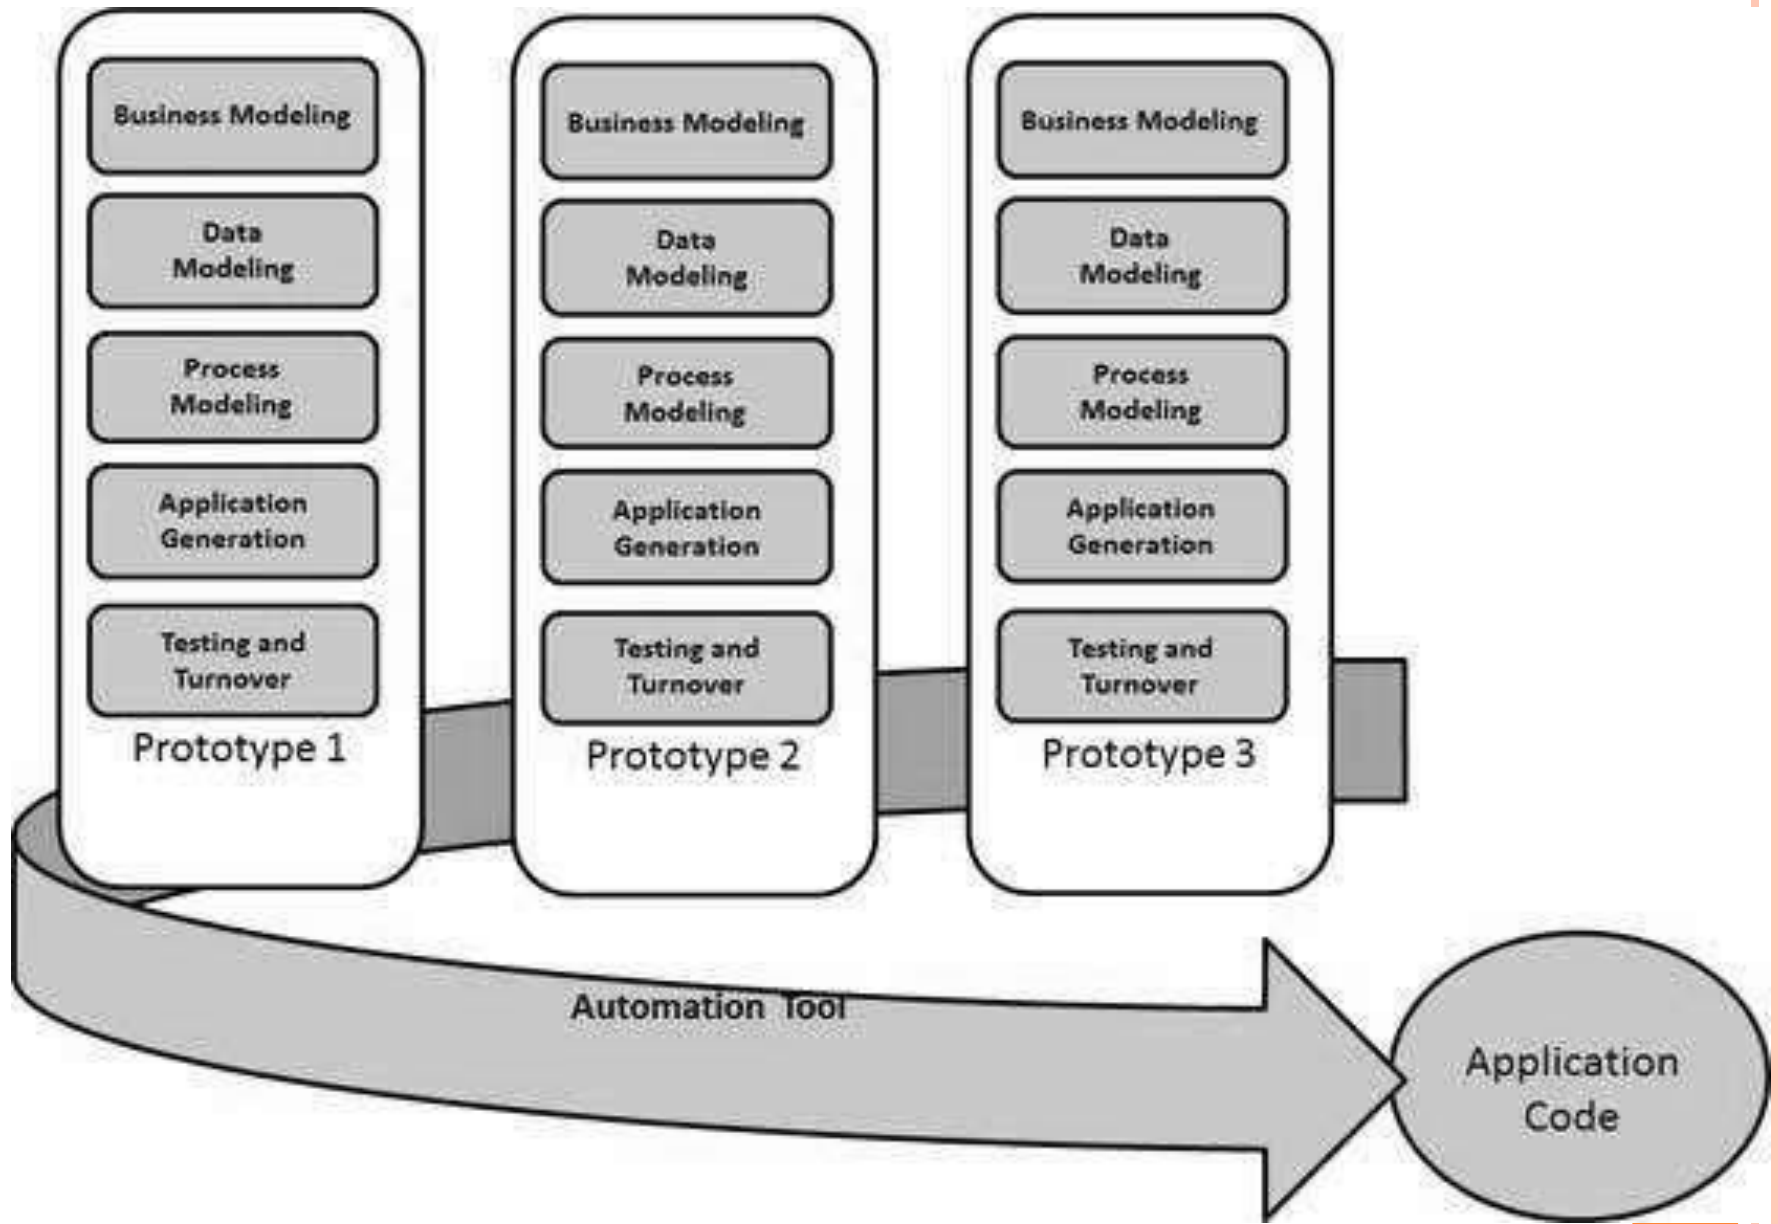 Business Modeling
Data
Modeling
Process
Modeling
Application
Generation
Testing and
Turnover
Prototype 1
Business Modeling
Data
Modeling
Process
Modeling
Application
Generation
Testing and
Turnover
Prototype 2
Business Modeling
Data
Modeling
Process
Modeling
Application
Generation
Testing and
Turnover
Prototype 3
Automation Tool
Application
Code